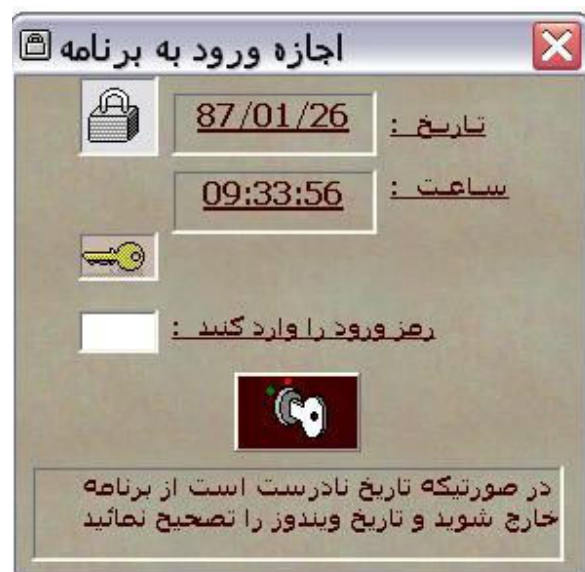 اجازه ورود به برنامه
تاریخ : 87/01/26
ساعت : 09:33:56
رمز ورود را وارد کنید :
در صورتیکه تاریخ نادرست است از برنامه
خارج شوید و تاریخ ویندوز را تصحیح نمائید